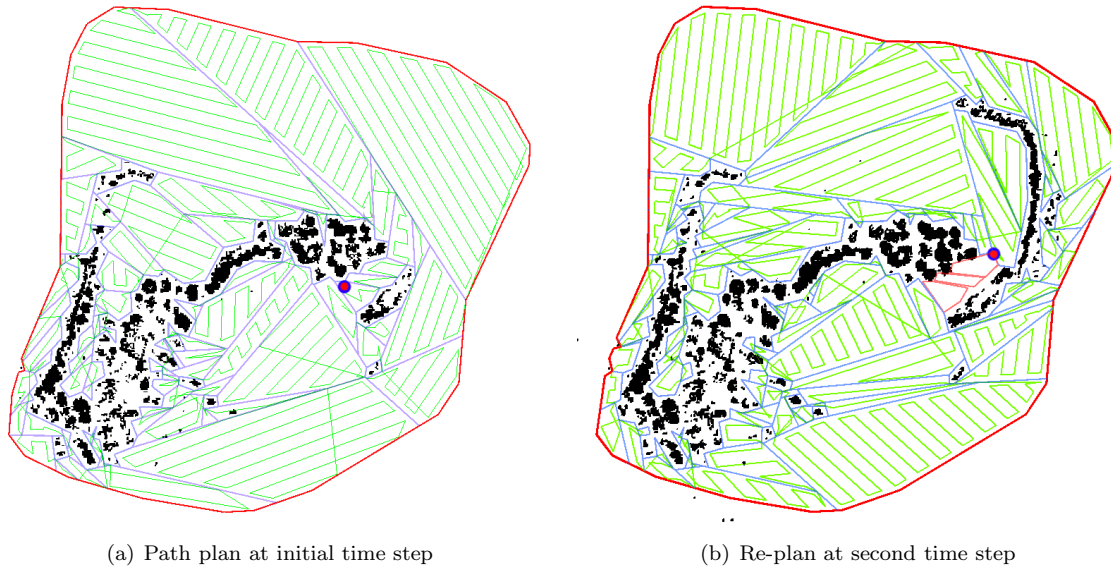 (a) Path plan at initial time step
(b) Re-plan at second time step